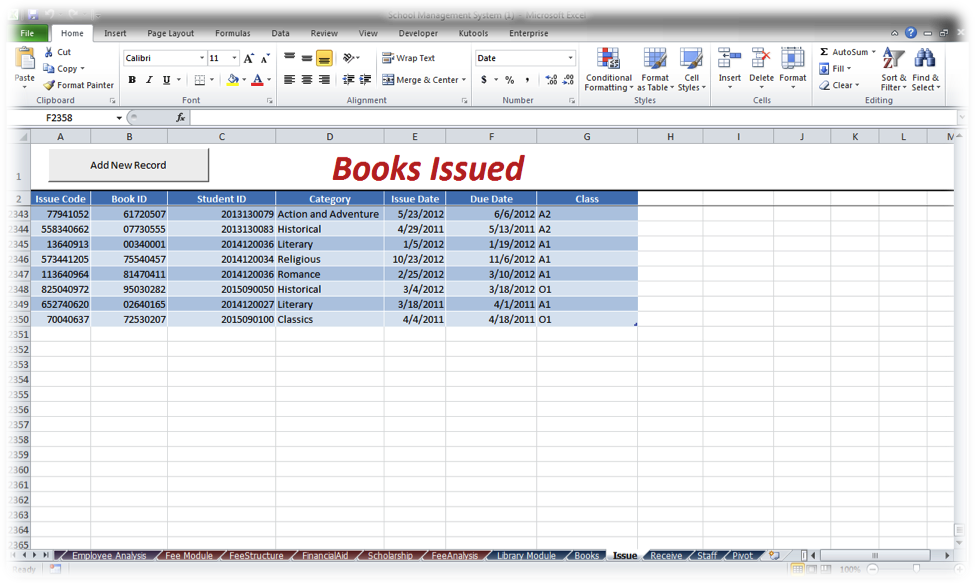 School Management System (1) - Microsoft Excel
File Home Insert Page Layout Formulas Data Review View Developer Kutools Enterprise
Paste Cut Copy Format Painter
Calibri 11
B I U A
Wrap Text
Merge & Center
Date
$ % ,
Conditional Formatting Format as Table Cell Styles
Insert Delete Format
Σ AutoSum Fill Clear
Sort & Filter Find & Select
Clipboard Font Alignment Number Styles Cells Editing
F2358 fx
A B C D E F G H I J K L M
1 Add New Record Books Issued
2 Issue Code Book ID Student ID Category Issue Date Due Date Class
2343 77941052 61720507 2013130079 Action and Adventure 5/23/2012 6/6/2012 A2
2344 558340662 07730555 2013130083 Historical 4/29/2011 5/13/2011 A2
2345 13640913 00340001 2014120036 Literary 1/5/2012 1/19/2012 A1
2346 573441205 75540457 2014120034 Religious 10/23/2012 11/6/2012 A1
2347 113640964 81470411 2014120036 Romance 2/25/2012 3/10/2012 A1
2348 825040972 95030282 2015090050 Historical 3/4/2012 3/18/2012 O1
2349 652740620 02640165 2014120027 Literary 3/18/2011 4/1/2011 A1
2350 70040637 72530207 2015090100 Classics 4/4/2011 4/18/2011 O1
2351
2352
2353
2354
2355
2356
2357
2358
2359
2360
2361
2362
2363
2364
2365
Employee Analysis Fee Module FeeStructure FinancialAid Scholarship FeeAnalysis Library Module Books Issue Receive Staff Pivot
Ready 100%